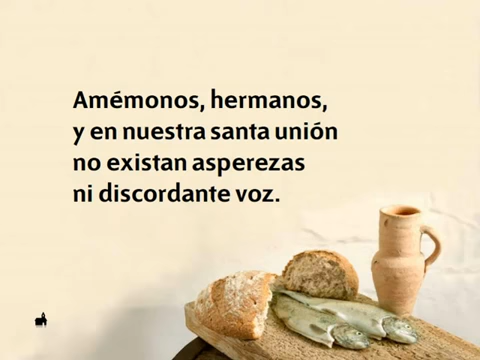 Amémonos, hermanos,
y en nuestra santa unión
no existan asperezas
ni discordante voz.